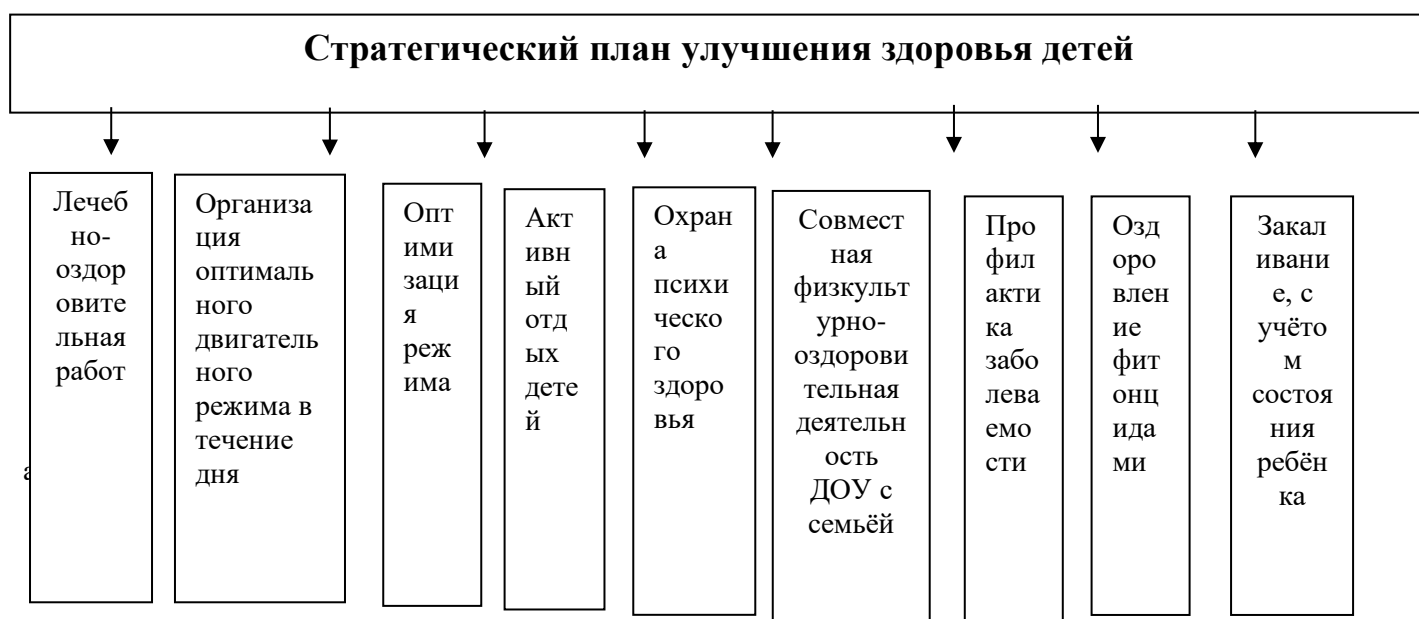 Стратегический план улучшения здоровья детей
Лечеб
но-
оздор
овите
льная
работ
а
Организа
ция
оптималь
ного
двигатель
ного
режима в
течение
дня
Опт
ими
заци
я
реж
има
Акт
ивн
ый
отд
ых
дете
й
Охран
а
психи
ческо
го
здоро
вья
Совмест
ная
физкульт
урно-
оздорови
тельная
деятельн
ость
ДОУ с
семьёй
Про
фил
акти
ка
забо
лева
емо
сти
Озд
оро
влен
ие
фит
онц
ида
ми
Закал
ивани
е, с
учёто
м
состоя
ния
ребён
ка